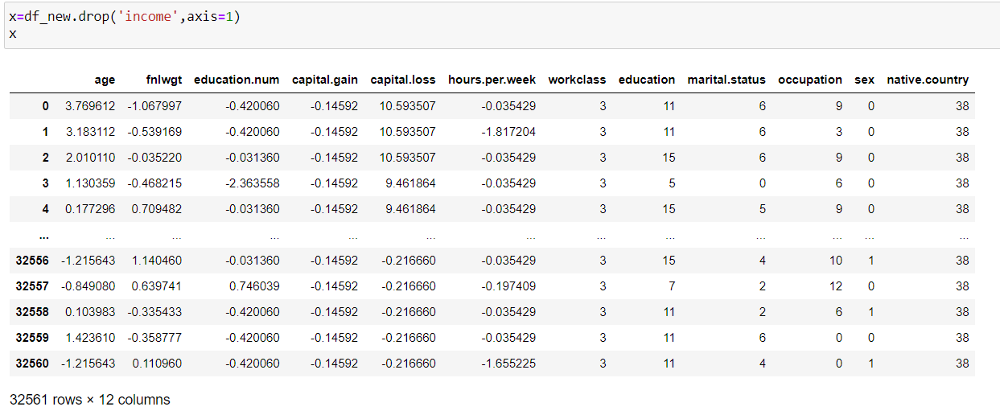 x=df_new.drop('income',axis=1)
x
age fnlwgt education.num capital.gain capital.loss hours.per.week workclass education marital.status occupation sex native.country
0 3.769612 -1.067997 -0.420060 -0.14592 10.593507 -0.035429 3 11 6 9 0 38
1 3.183112 -0.539169 -0.420060 -0.14592 10.593507 -1.817204 3 11 6 3 0 38
2 2.010110 -0.035220 -0.031360 -0.14592 10.593507 -0.035429 3 15 6 9 0 38
3 1.130359 -0.468215 -2.363558 -0.14592 9.461864 -0.035429 3 5 0 6 0 38
4 0.177296 0.709482 -0.031360 -0.14592 9.461864 -0.035429 3 15 5 9 0 38
... ... ... ... ... ... ... ... ... ... ... ... ...
32556 -1.215643 1.140460 -0.031360 -0.14592 -0.216660 -0.035429 3 15 4 10 1 38
32557 -0.849080 0.639741 0.746039 -0.14592 -0.216660 -0.197409 3 7 2 12 0 38
32558 0.103983 -0.335433 -0.420060 -0.14592 -0.216660 -0.035429 3 11 2 6 1 38
32559 1.423610 -0.358777 -0.420060 -0.14592 -0.216660 -0.035429 3 11 6 0 0 38
32560 -1.215643 0.110960 -0.420060 -0.14592 -0.216660 -1.655225 3 11 4 0 1 38
32561 rows × 12 columns